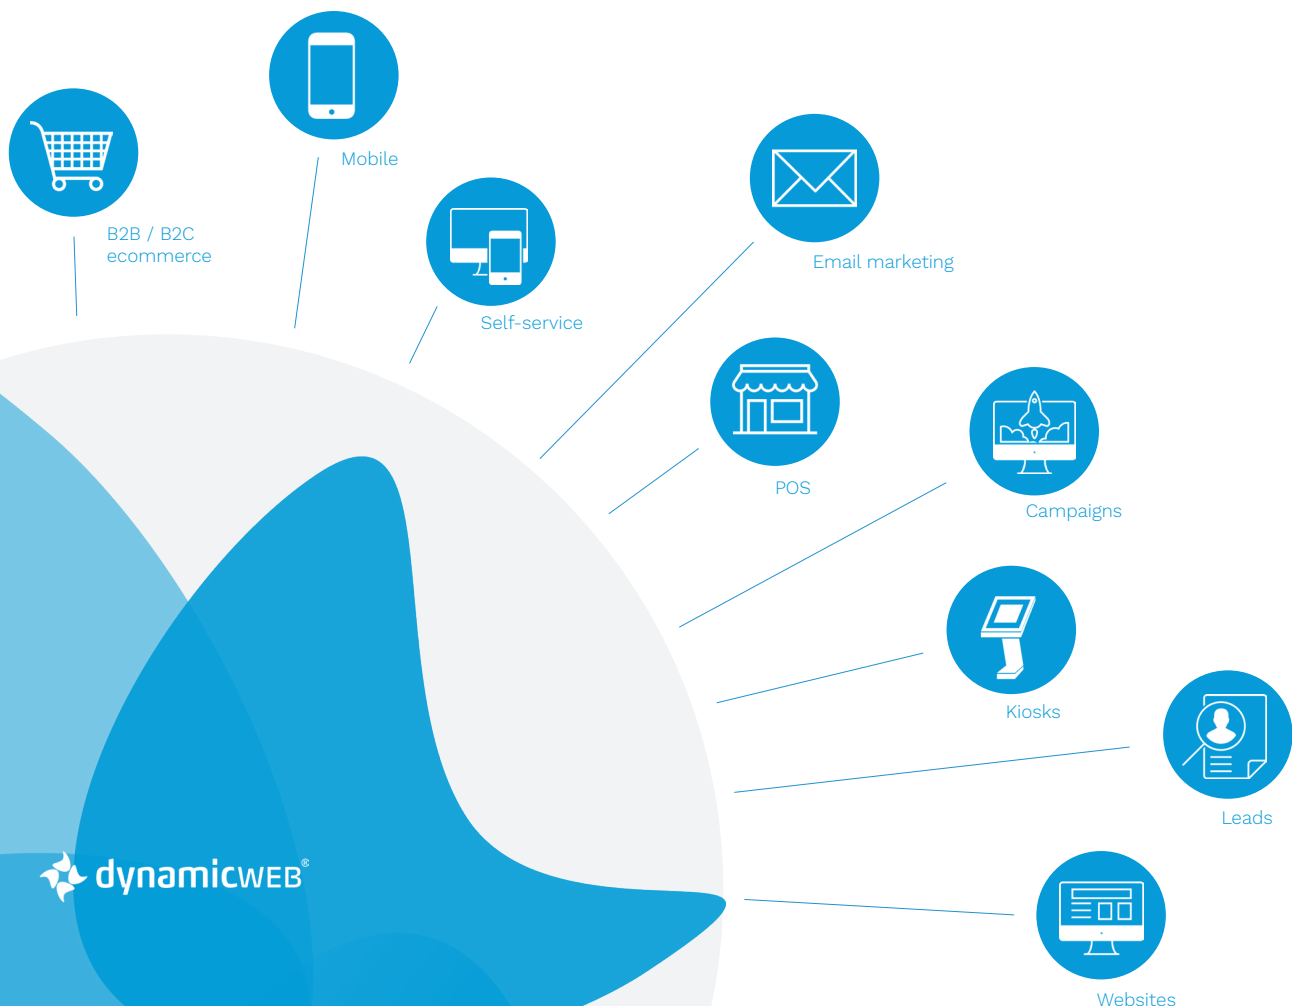 Mobile
B2B / B2C
ecommerce
Self-service
Email marketing
POS
Campaigns
Kiosks
Leads
dynamicWEB®
Websites